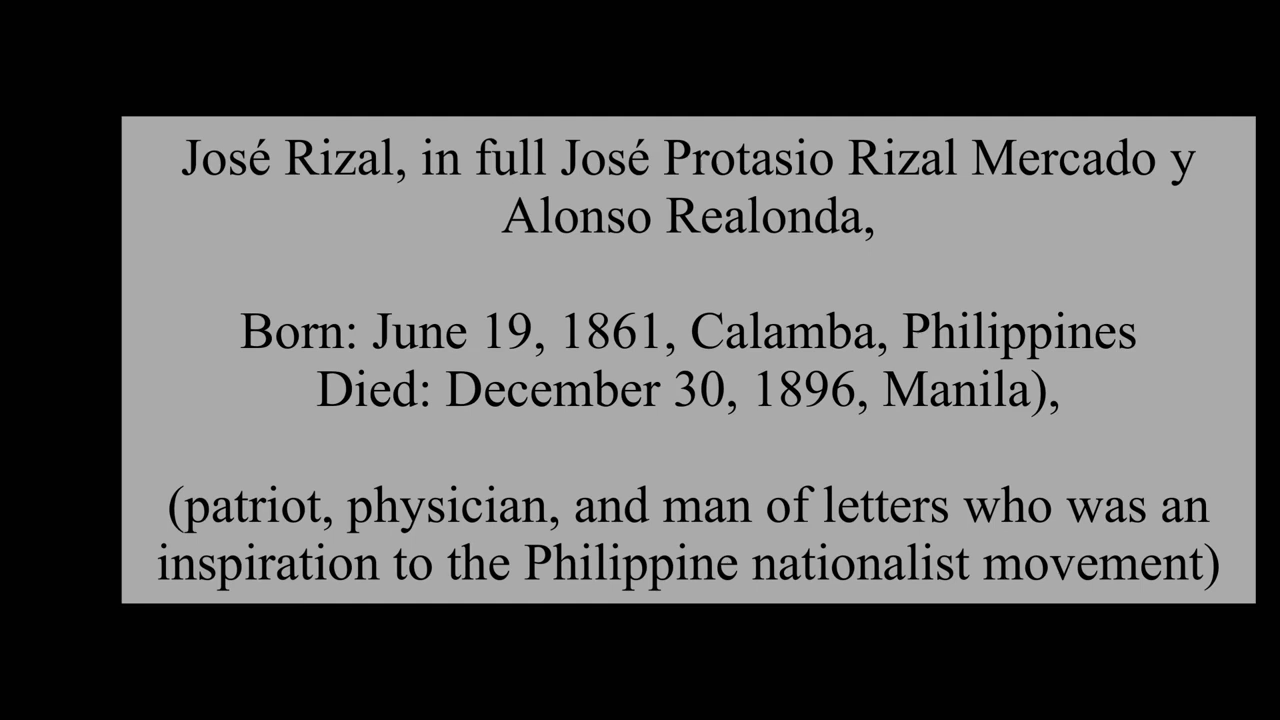 José Rizal, in full José Protasio Rizal Mercado y
Alonso Realonda,
Born: June 19, 1861, Calamba, Philippines
Died: December 30, 1896, Manila),
(patriot, physician, and man of letters who was an
inspiration to the Philippine nationalist movement)